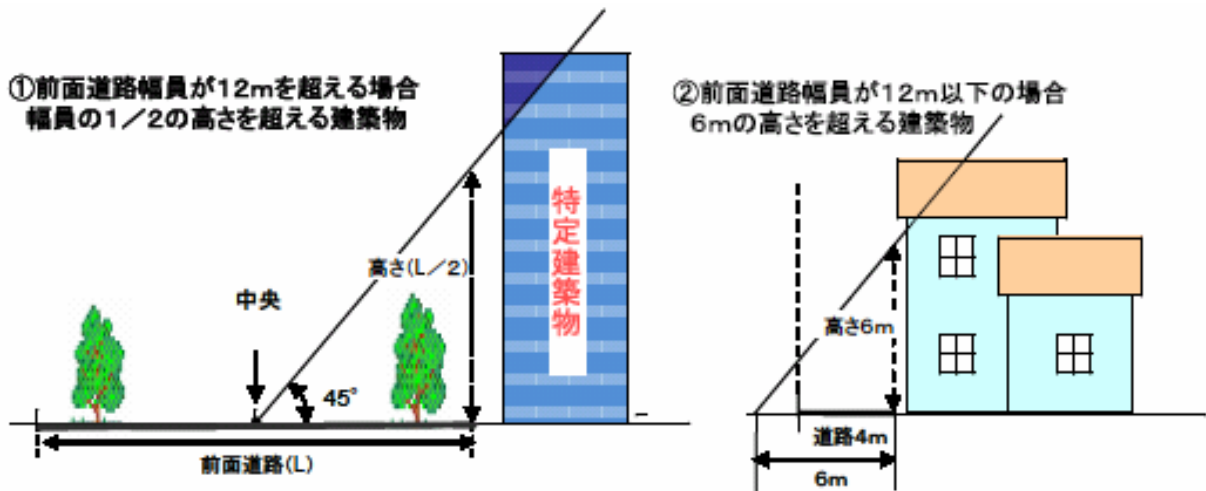 ①前面道路幅員が12mを超える場合
幅員の1/2の高さを超える建築物
特定建築物
高さ(L/2)
中央
45°
前面道路(L)
②前面道路幅員が12m以下の場合
6mの高さを超える建築物
高さ6m
道路4m
6m